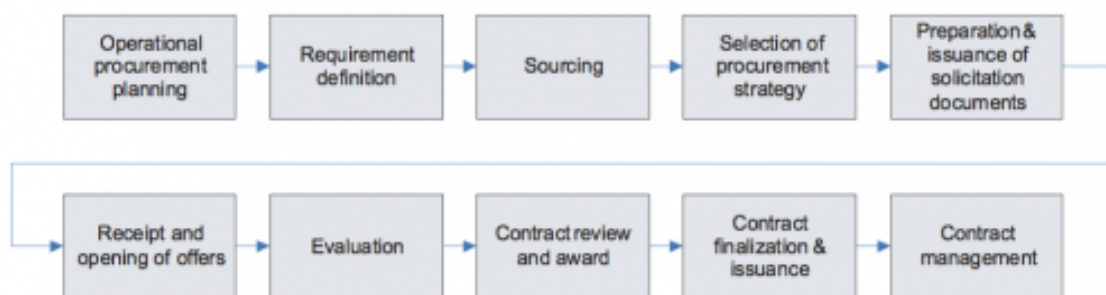 Operational
procurement
planning
Requirement
definition
Sourcing
Selection of
procurement
strategy
Preparation &
issuance of
solicitation
documents
Receipt and
opening of offers
Evaluation
Contract review
and award
Contract
finalization &
issuance
Contract
management